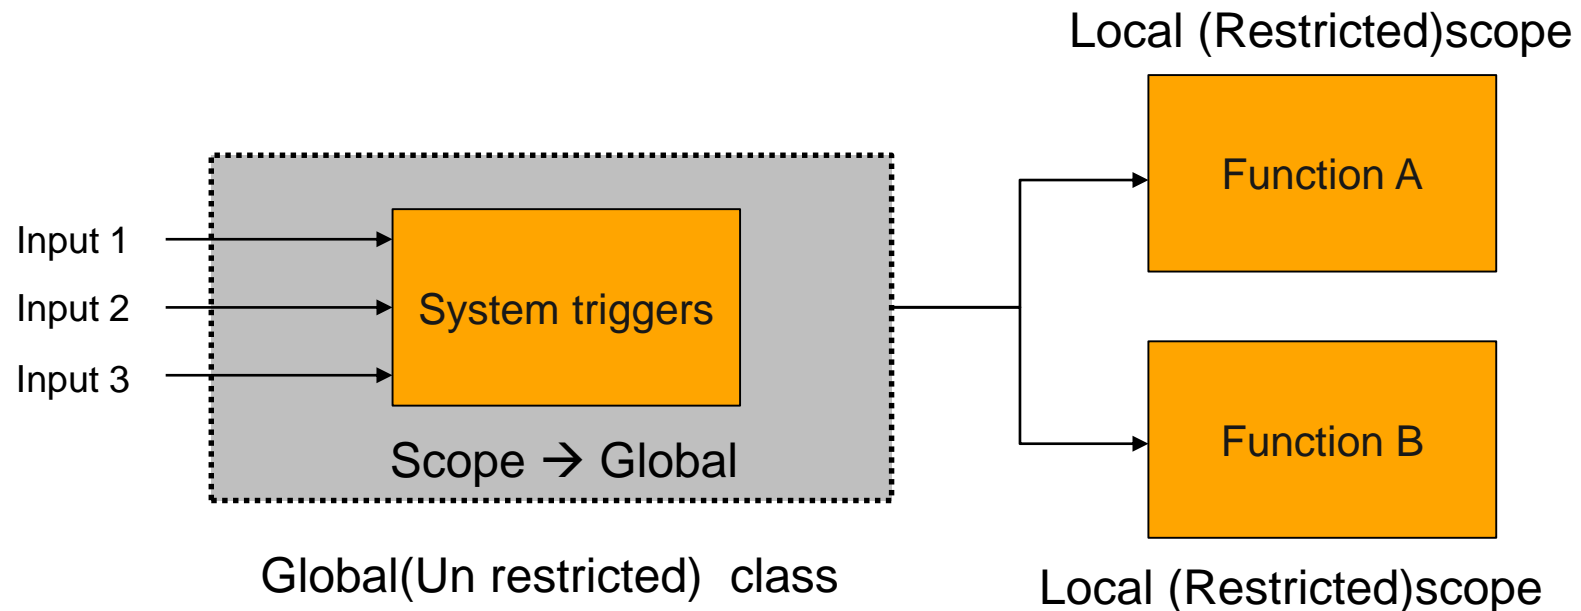 Local (Restricted)scope
Function A
Input 1
Input 2
Input 3
System triggers
Scope → Global
Function B
Global(Un restricted)  class
Local (Restricted)scope